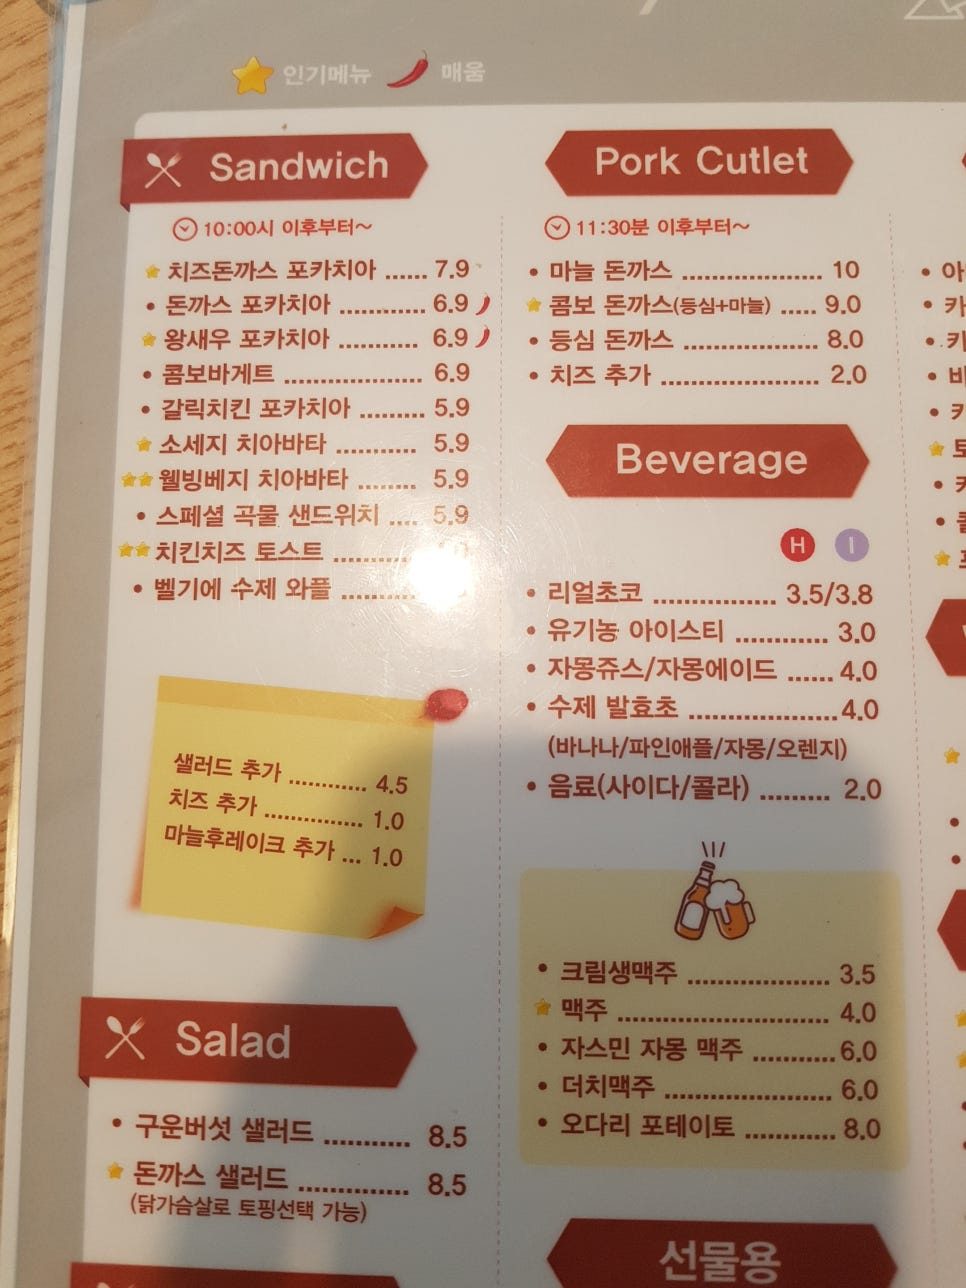 인기메뉴 매움
Sandwich
10:00시 이후부터~
치즈돈까스 포카치아 ...... 7.9
• 돈까스 포카치아 ............ 6.9
왕새우 포카치아 ............ 6.9
• 콤보바게트 ................... 6.9
• 갈릭치킨 포카치아 ......... 5.9
소세지 치아바타 ............ 5.9
웰빙베지 치아바타 ........ 5.9
• 스페셜 곡물 샌드위치 .... 5.9
치킨치즈 토스트 ...........
• 벨기에 수제 와플 ..........
샐러드 추가 ............ 4.5
치즈 추가 ............... 1.0
마늘후레이크 추가 ... 1.0
Salad
• 구운버섯 샐러드 ............ 8.5
돈까스 샐러드 ............... 8.5
(닭가슴살로 토핑선택 가능)
Pork Cutlet
11:30분 이후부터~
• 마늘 돈까스 .................... 10
콤보 돈까스(등심+마늘) ..... 9.0
• 등심 돈까스 ................... 8.0
• 치즈 추가 ...................... 2.0
Beverage
H I
• 리얼초코 ................. 3.5/3.8
• 유기농 아이스티 ............. 3.0
• 자몽쥬스/자몽에이드 ...... 4.0
• 수제 발효초 .................... 4.0
(바나나/파인애플/자몽/오렌지)
• 음료(사이다/콜라) ......... 2.0
• 크림생맥주 .................... 3.5
맥주 ............................. 4.0
• 자스민 자몽 맥주 ........... 6.0
• 더치맥주 ....................... 6.0
• 오다리 포테이토 ............ 8.0
선물용